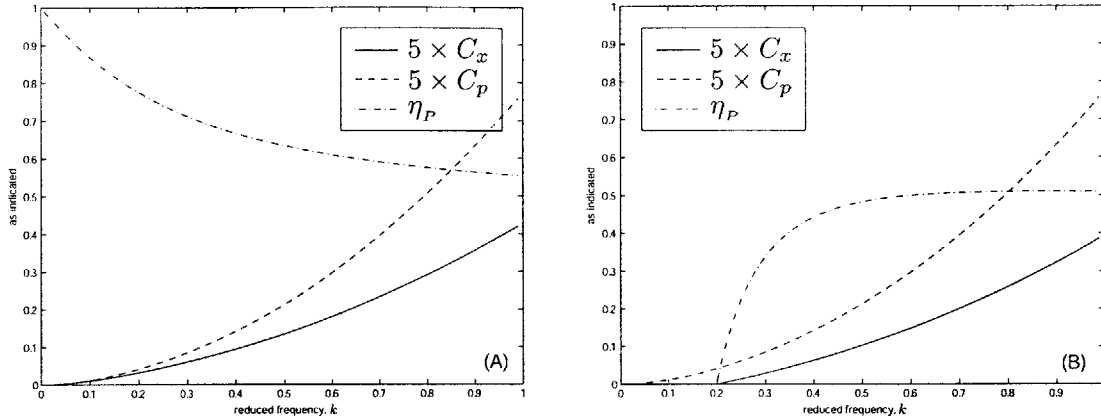 1
0.9
0.8
0.7
0.6
0.5
0.4
0.3
0.2
0.1
0
as indicated
5 × C_x
5 × C_p
η_P
(A)
0 0.1 0.2 0.3 0.4 0.5 0.6 0.7 0.8 0.9 1
reduced frequency, k
1
0.9
0.8
0.7
0.6
0.5
0.4
0.3
0.2
0.1
0
as indicated
5 × C_x
5 × C_p
η_P
(B)
0 0.1 0.2 0.3 0.4 0.5 0.6 0.7 0.8 0.9
reduced frequency, k